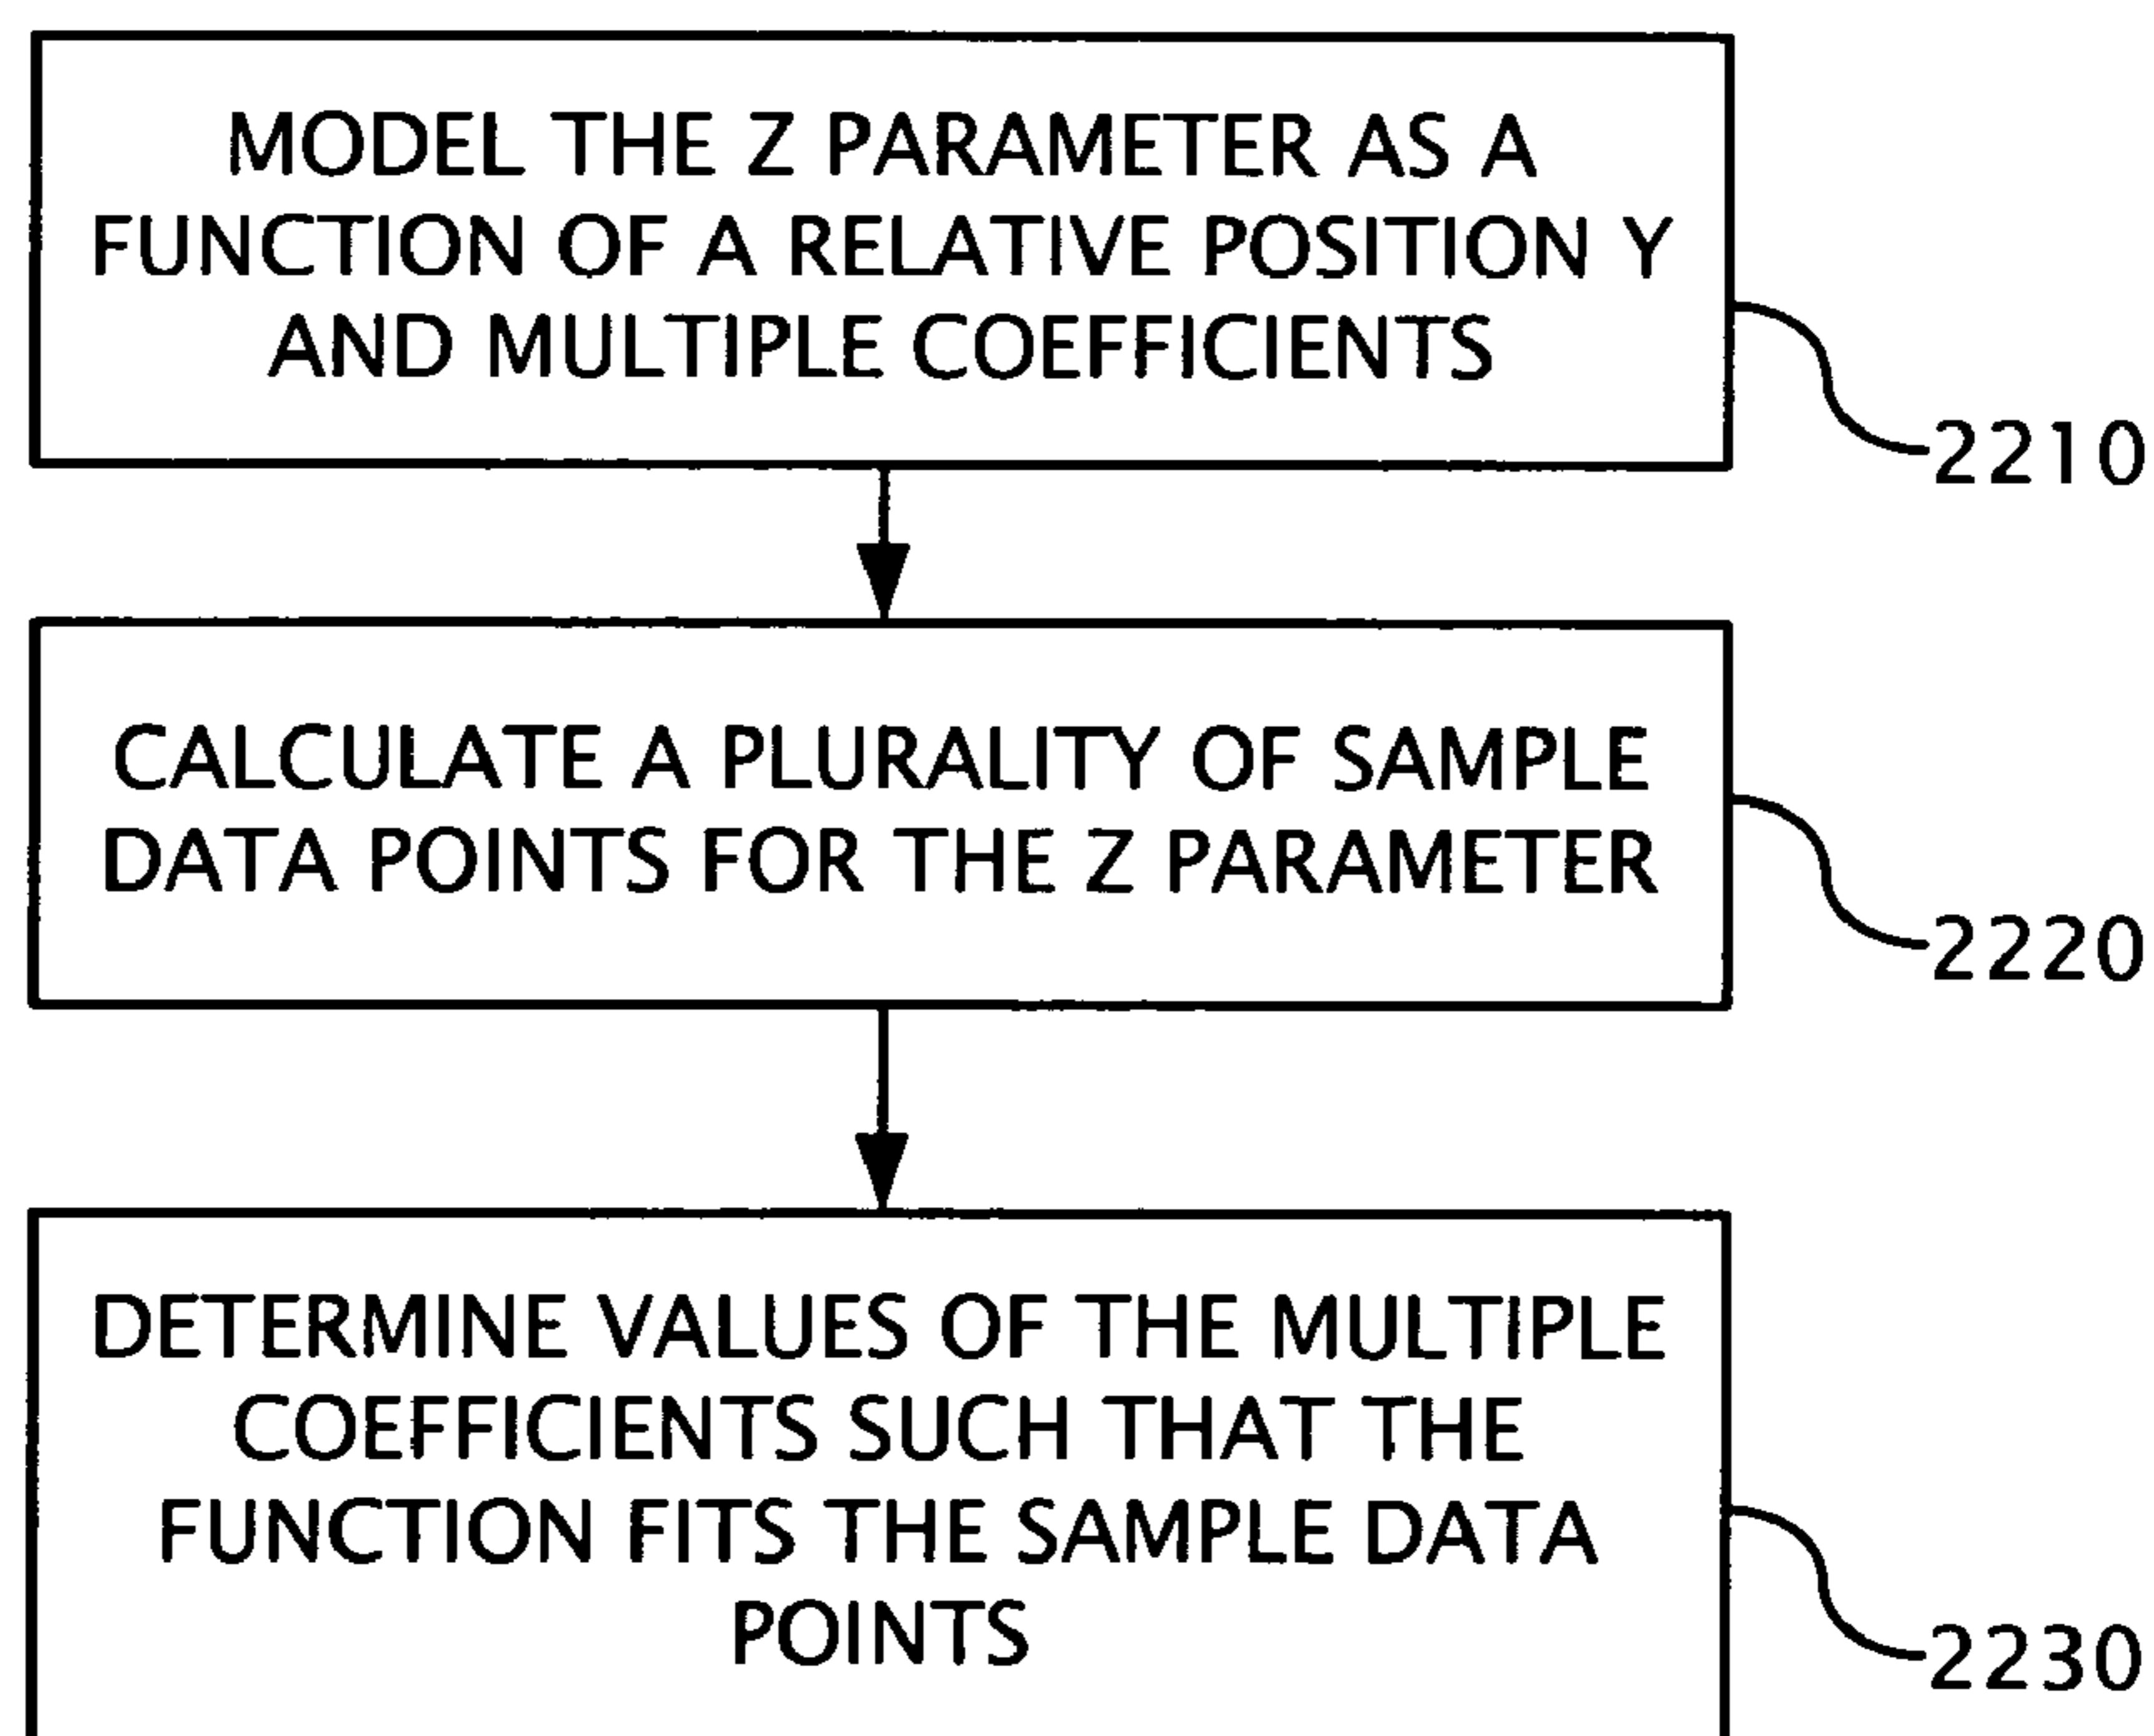 MODEL THE Z PARAMETER AS A
FUNCTION OF A RELATIVE POSITION Y
AND MULTIPLE COEFFICIENTS
2210
CALCULATE A PLURALITY OF SAMPLE
DATA POINTS FOR THE Z PARAMETER
2220
DETERMINE VALUES OF THE MULTIPLE
COEFFICIENTS SUCH THAT THE
FUNCTION FITS THE SAMPLE DATA
POINTS
2230